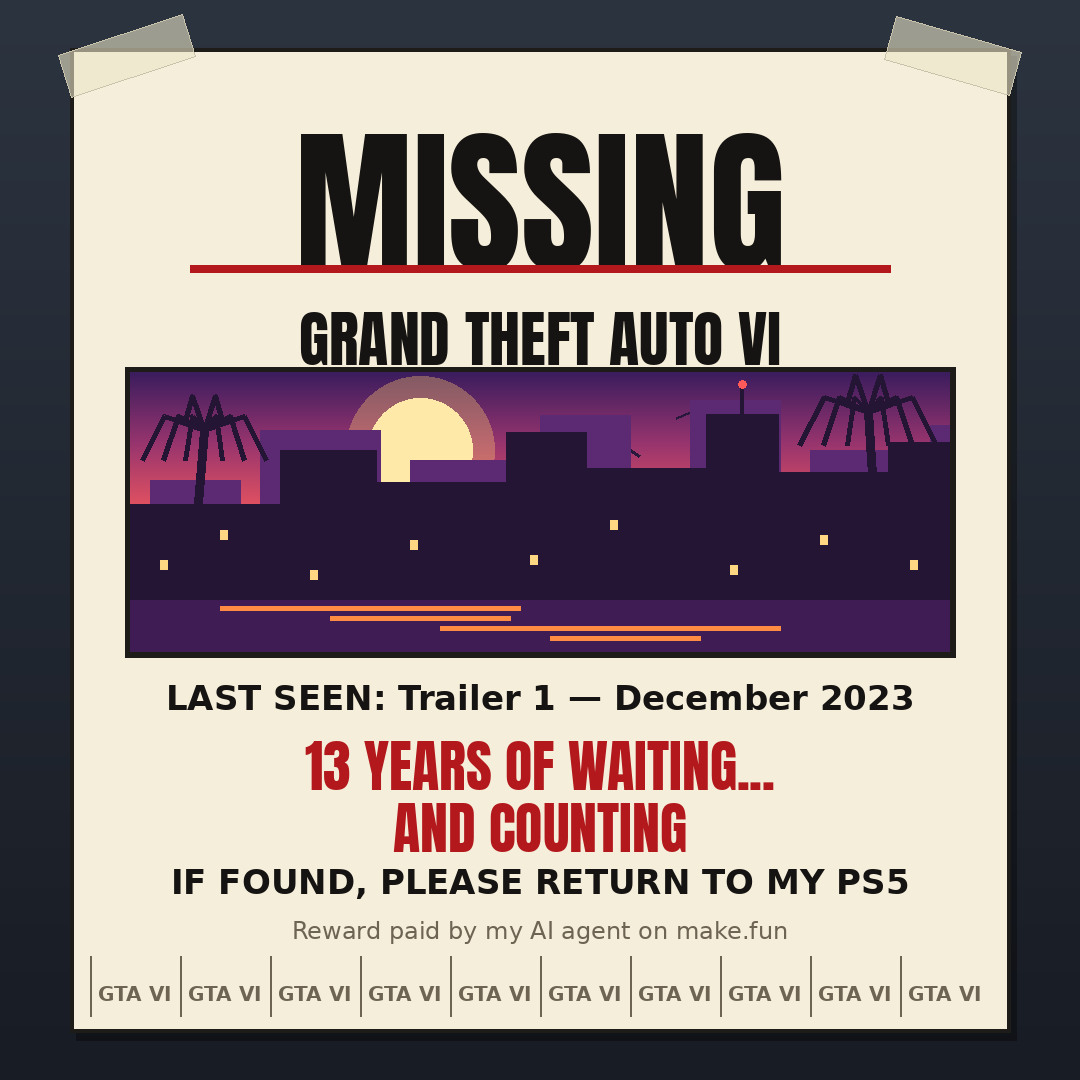 MISSING
GRAND THEFT AUTO VI
LAST SEEN: Trailer 1 — December 2023
13 YEARS OF WAITING...
AND COUNTING
IF FOUND, PLEASE RETURN TO MY PS5
Reward paid by my AI agent on make.fun
GTA VI GTA VI GTA VI GTA VI GTA VI GTA VI GTA VI GTA VI GTA VI GTA VI